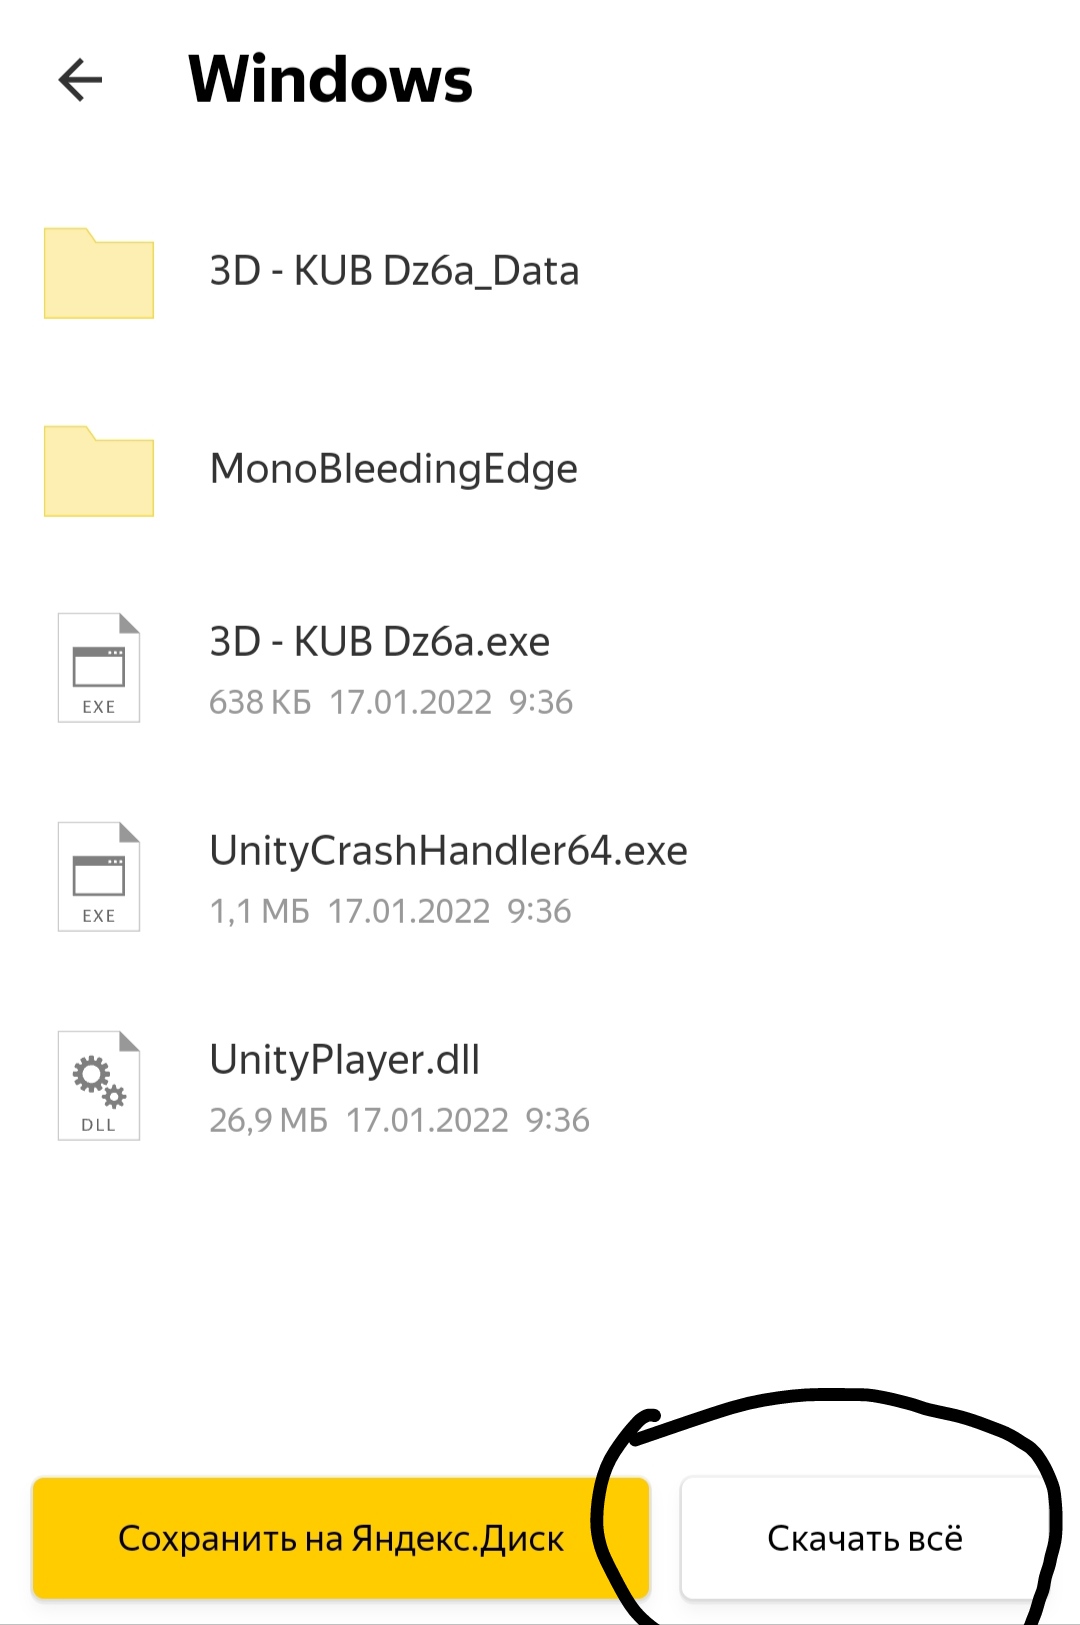 Windows
3D - KUB Dz6a_Data
MonoBleedingEdge
3D - KUB Dz6a.exe
EXE
638 КБ 17.01.2022 9:36
UnityCrashHandler64.exe
EXE
1,1 МБ 17.01.2022 9:36
UnityPlayer.dll
DLL
26,9 МБ 17.01.2022 9:36
Сохранить на Яндекс.Диск
Скачать всё